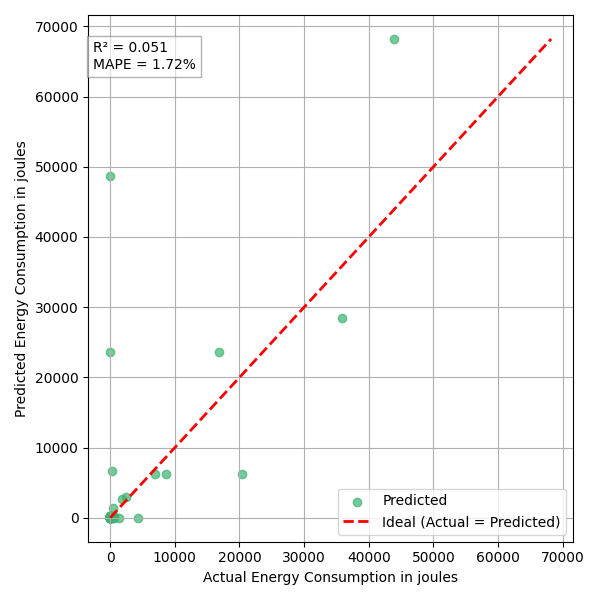 R² = 0.051
MAPE = 1.72%
70000
60000
50000
40000
30000
20000
10000
0
Predicted Energy Consumption in joules
Predicted
Ideal (Actual = Predicted)
0 10000 20000 30000 40000 50000 60000 70000
Actual Energy Consumption in joules